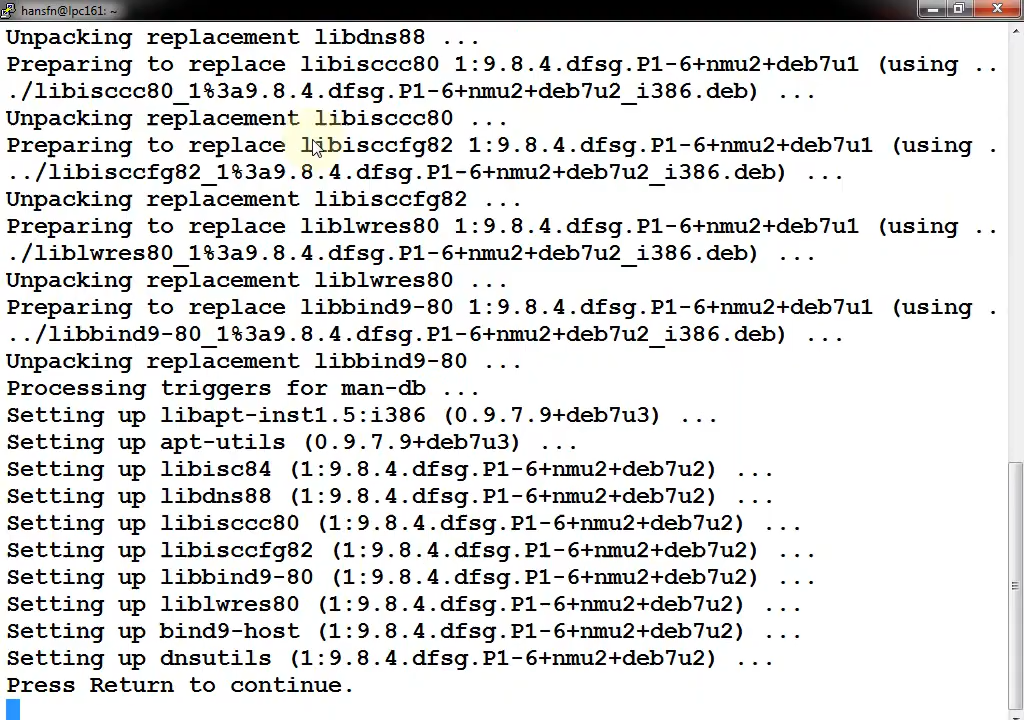 hansfn@lpc161: ~
Unpacking replacement libdns88 ...
Preparing to replace libisccc80 1:9.8.4.dfsg.P1-6+nmu2+deb7u1 (using ..
./libisccc80_1%3a9.8.4.dfsg.P1-6+nmu2+deb7u2_i386.deb) ...
Unpacking replacement libisccc80 ...
Preparing to replace libisccfg82 1:9.8.4.dfsg.P1-6+nmu2+deb7u1 (using .
../libisccfg82_1%3a9.8.4.dfsg.P1-6+nmu2+deb7u2_i386.deb) ...
Unpacking replacement libisccfg82 ...
Preparing to replace liblwres80 1:9.8.4.dfsg.P1-6+nmu2+deb7u1 (using ..
./liblwres80_1%3a9.8.4.dfsg.P1-6+nmu2+deb7u2_i386.deb) ...
Unpacking replacement liblwres80 ...
Preparing to replace libbind9-80 1:9.8.4.dfsg.P1-6+nmu2+deb7u1 (using .
../libbind9-80_1%3a9.8.4.dfsg.P1-6+nmu2+deb7u2_i386.deb) ...
Unpacking replacement libbind9-80 ...
Processing triggers for man-db ...
Setting up libapt-inst1.5:i386 (0.9.7.9+deb7u3) ...
Setting up apt-utils (0.9.7.9+deb7u3) ...
Setting up libisc84 (1:9.8.4.dfsg.P1-6+nmu2+deb7u2) ...
Setting up libdns88 (1:9.8.4.dfsg.P1-6+nmu2+deb7u2) ...
Setting up libisccc80 (1:9.8.4.dfsg.P1-6+nmu2+deb7u2) ...
Setting up libisccfg82 (1:9.8.4.dfsg.P1-6+nmu2+deb7u2) ...
Setting up libbind9-80 (1:9.8.4.dfsg.P1-6+nmu2+deb7u2) ...
Setting up liblwres80 (1:9.8.4.dfsg.P1-6+nmu2+deb7u2) ...
Setting up bind9-host (1:9.8.4.dfsg.P1-6+nmu2+deb7u2) ...
Setting up dnsutils (1:9.8.4.dfsg.P1-6+nmu2+deb7u2) ...
Press Return to continue.